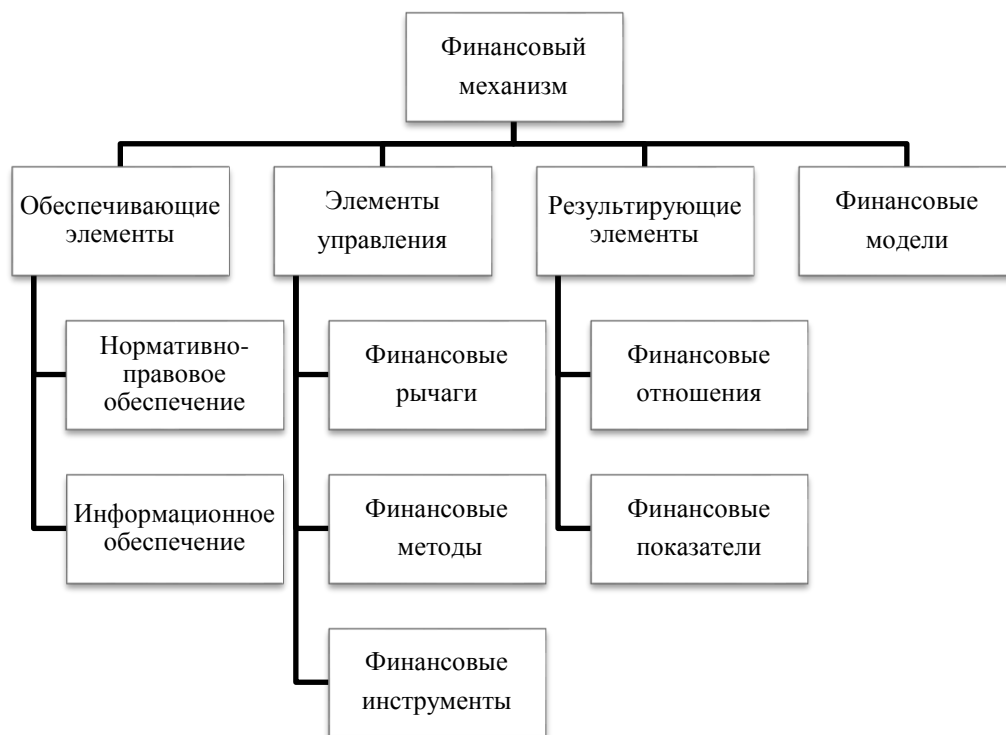 Финансовый
механизм
Обеспечивающие
элементы
Элементы
управления
Результирующие
элементы
Финансовые
модели
Нормативно-
правовое
обеспечение
Финансовые
рычаги
Финансовые
отношения
Информационное
обеспечение
Финансовые
методы
Финансовые
показатели
Финансовые
инструменты